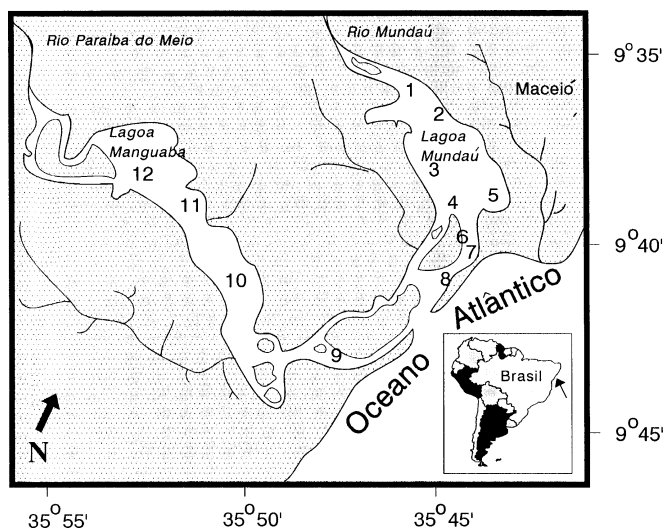 Rio Paraíba do Meio
Rio Mundaú
Maceió
Lagoa
Manguaba
Lagoa
Mundaú
1
2
3
4
5
6
7
8
9
10
11
12
Oceano Atlântico
Brasil
N
9°35'
9°40'
9°45'
35°55'
35°50'
35°45'